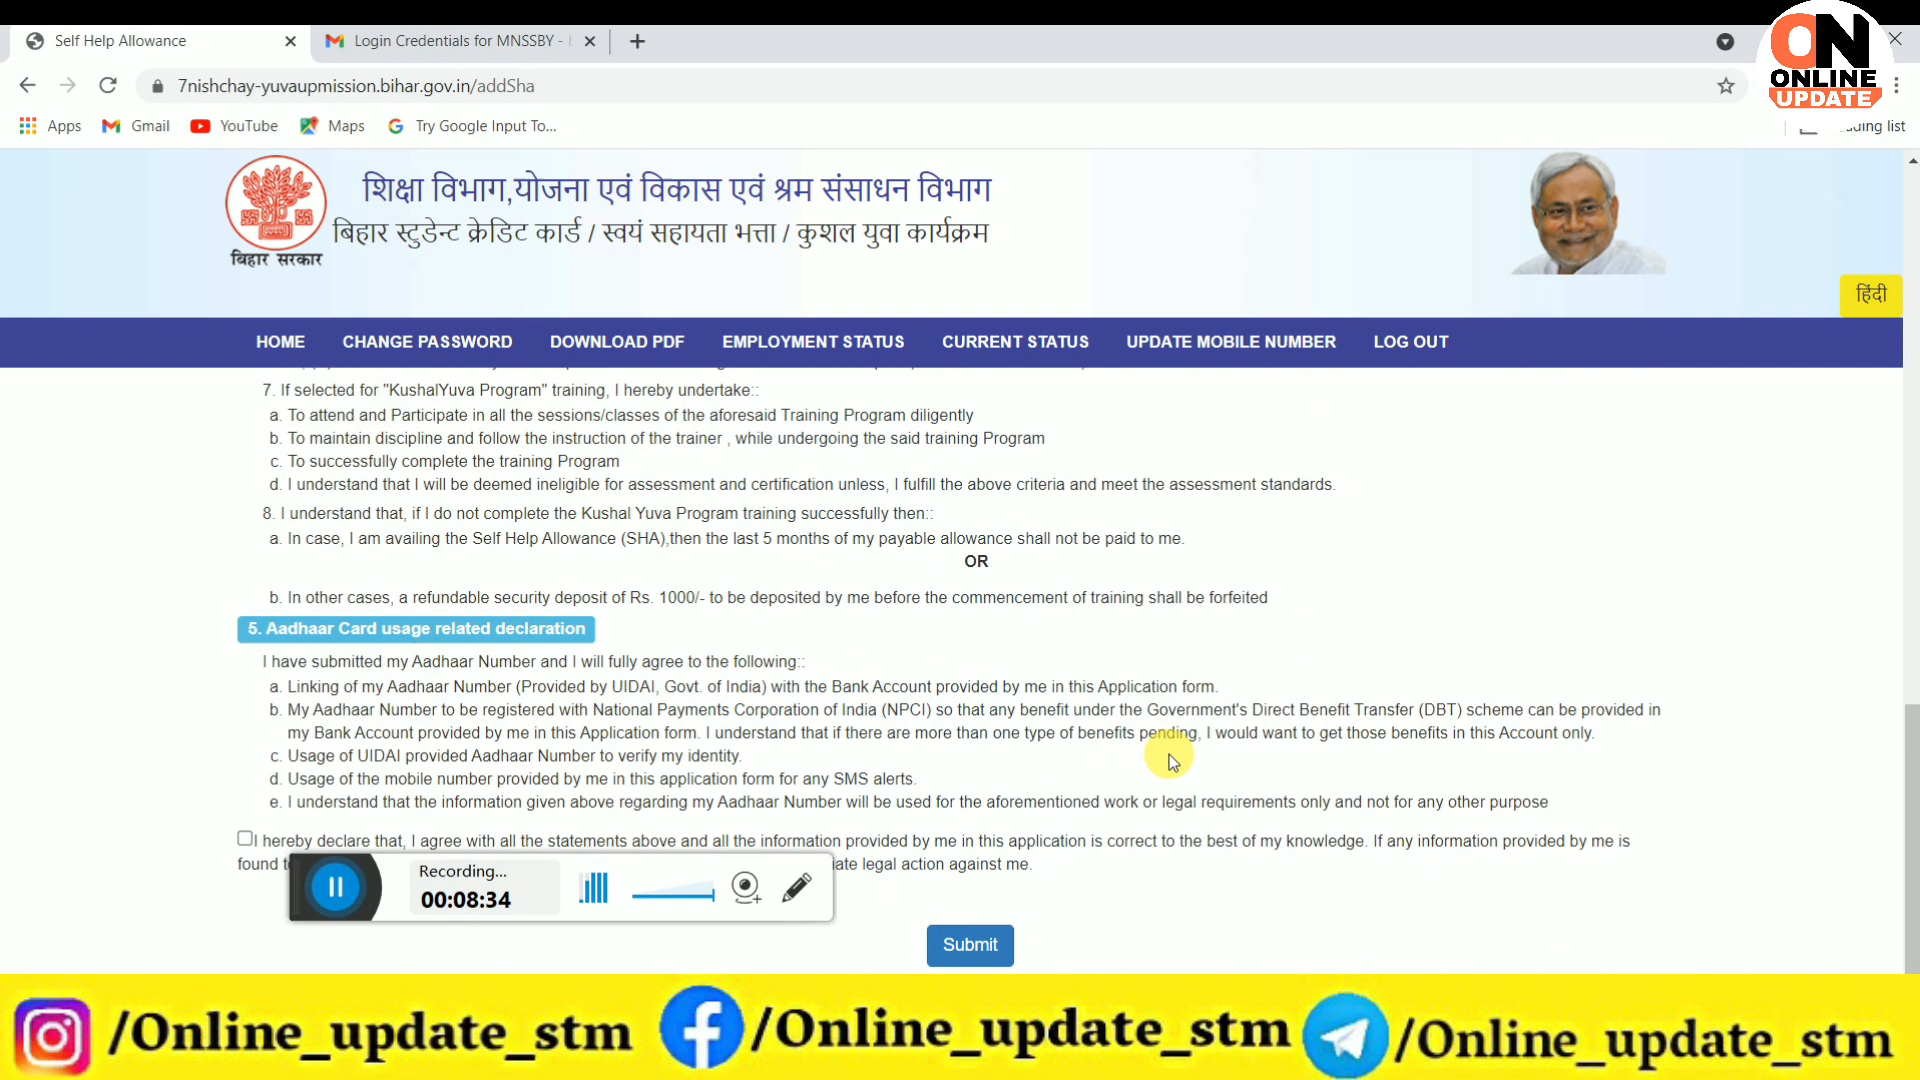 Self Help Allowance
Login Credentials for MNSSBY -
ON
ONLINE
UPDATE
7nishchay-yuvaupmission.bihar.gov.in/addSha
Apps Gmail YouTube Maps Try Google Input To... list
शिक्षा विभाग,योजना एवं विकास एवं श्रम संसाधन विभाग
बिहार स्टुडेन्ट क्रेडिट कार्ड / स्वयं सहायता भत्ता / कुशल युवा कार्यक्रम
बिहार सरकार
हिंदी
HOME CHANGE PASSWORD DOWNLOAD PDF EMPLOYMENT STATUS CURRENT STATUS UPDATE MOBILE NUMBER LOG OUT
7. If selected for "KushalYuva Program" training, I hereby undertake::
a. To attend and Participate in all the sessions/classes of the aforesaid Training Program diligently
b. To maintain discipline and follow the instruction of the trainer , while undergoing the said training Program
c. To successfully complete the training Program
d. I understand that I will be deemed ineligible for assessment and certification unless, I fulfill the above criteria and meet the assessment standards.
8. I understand that, if I do not complete the Kushal Yuva Program training successfully then::
a. In case, I am availing the Self Help Allowance (SHA),then the last 5 months of my payable allowance shall not be paid to me.
OR
b. In other cases, a refundable security deposit of Rs. 1000/- to be deposited by me before the commencement of training shall be forfeited
5. Aadhaar Card usage related declaration
I have submitted my Aadhaar Number and I will fully agree to the following::
a. Linking of my Aadhaar Number (Provided by UIDAI, Govt. of India) with the Bank Account provided by me in this Application form.
b. My Aadhaar Number to be registered with National Payments Corporation of India (NPCI) so that any benefit under the Government's Direct Benefit Transfer (DBT) scheme can be provided in
my Bank Account provided by me in this Application form. I understand that if there are more than one type of benefits pending, I would want to get those benefits in this Account only.
c. Usage of UIDAI provided Aadhaar Number to verify my identity.
d. Usage of the mobile number provided by me in this application form for any SMS alerts.
e. I understand that the information given above regarding my Aadhaar Number will be used for the aforementioned work or legal requirements only and not for any other purpose
I hereby declare that, I agree with all the statements above and all the information provided by me in this application is correct to the best of my knowledge. If any information provided by me is
found legal action against me.
Recording...
00:08:34
Submit
/Online_update_stm /Online_update_stm /Online_update_stm